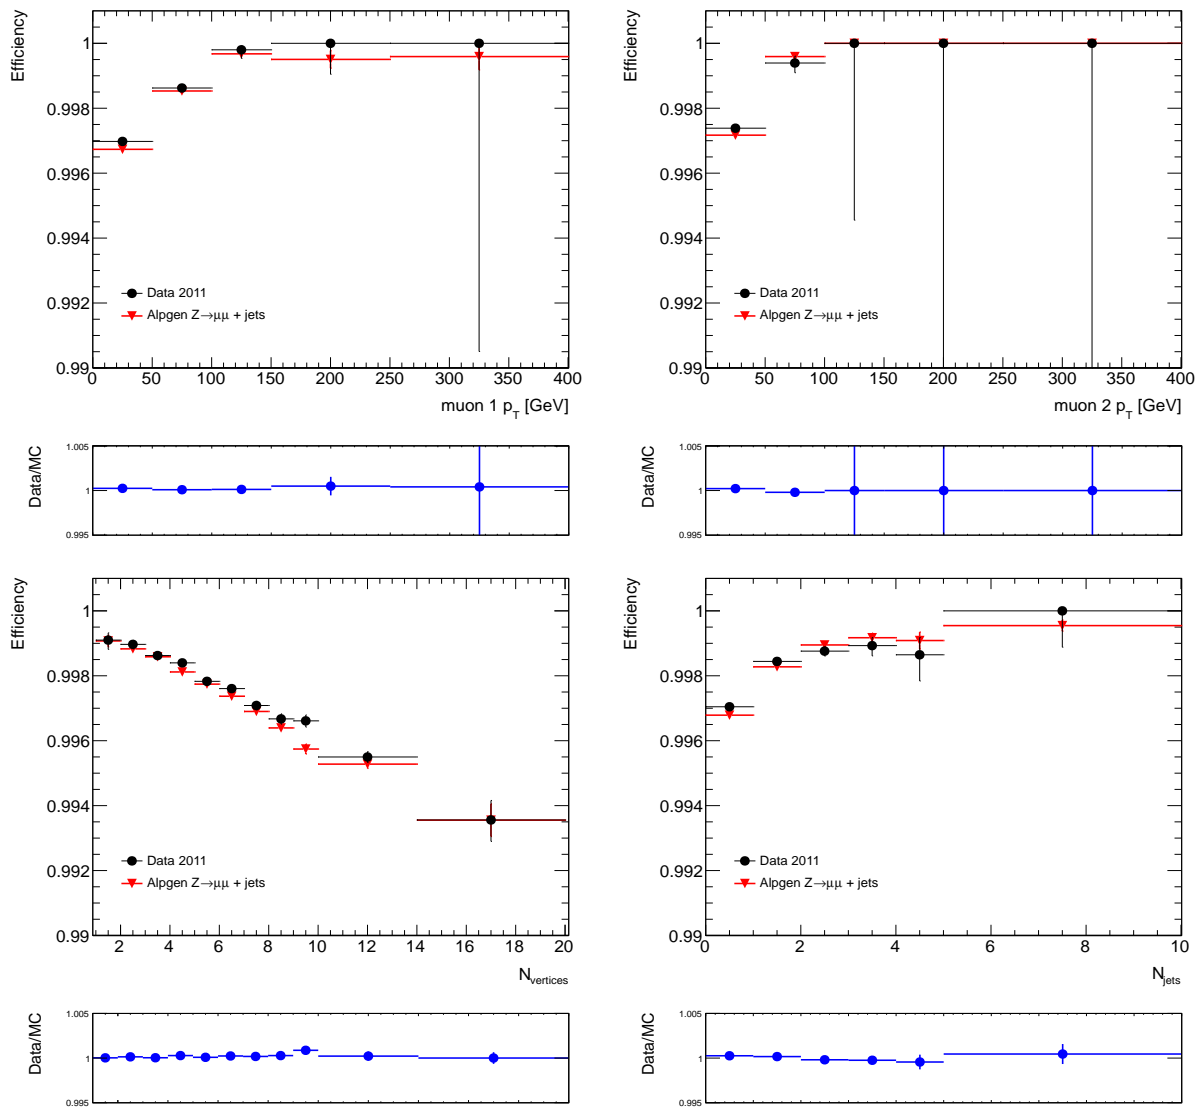 Efficiency
1
0.998
0.996
0.994
0.992
0.99
Data 2011
Alpgen Z→μμ + jets
0 50 100 150 200 250 300 350 400
muon 1 p_T [GeV]
Data/MC
1.005
1
0.995
Efficiency
1
0.998
0.996
0.994
0.992
0.99
Data 2011
Alpgen Z→μμ + jets
0 50 100 150 200 250 300 350 400
muon 2 p_T [GeV]
Data/MC
1.005
1
0.995
Efficiency
1
0.998
0.996
0.994
0.992
0.99
Data 2011
Alpgen Z→μμ + jets
2 4 6 8 10 12 14 16 18 20
N_vertices
Data/MC
1.005
1
0.995
Efficiency
1
0.998
0.996
0.994
0.992
0.99
Data 2011
Alpgen Z→μμ + jets
0 2 4 6 8 10
N_jets
Data/MC
1.005
1
0.995